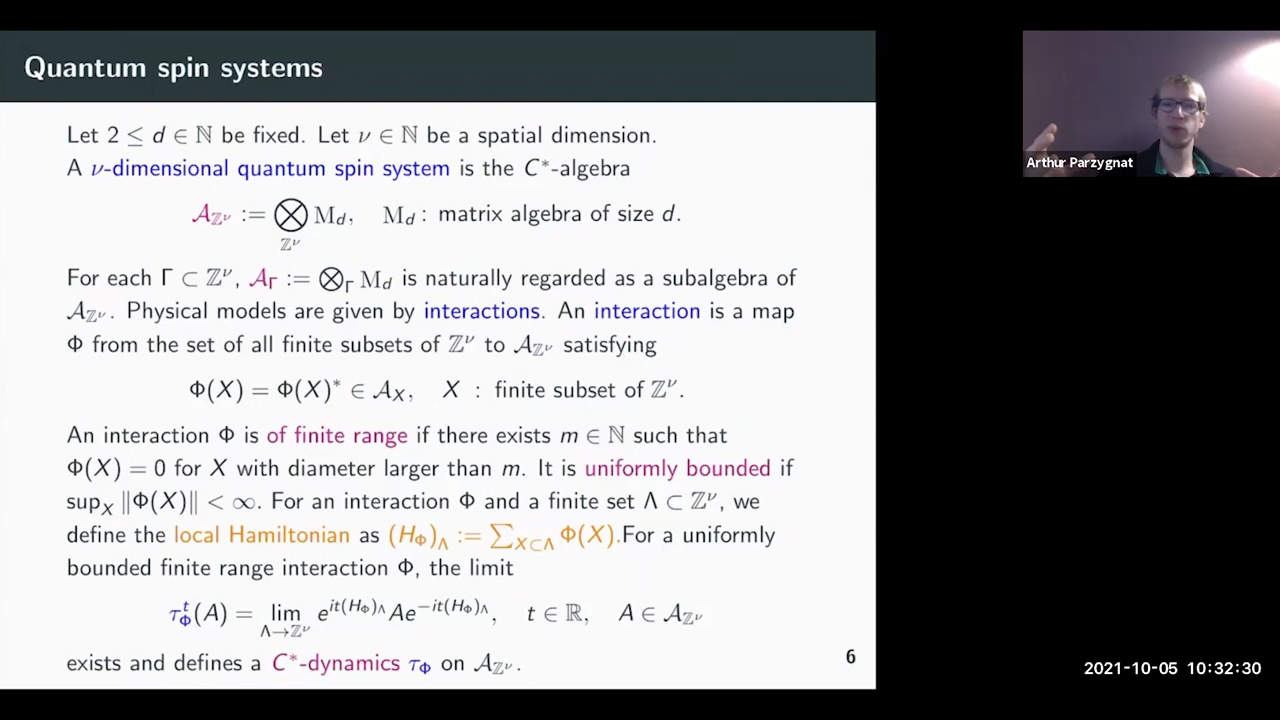 Quantum spin systems
Let 2 ≤ d ∈ ℕ be fixed. Let ν ∈ ℕ be a spatial dimension.
A ν-dimensional quantum spin system is the C*-algebra
𝒜_{ℤ^ν} := ⨂_{ℤ^ν} M_d,   M_d : matrix algebra of size d.
For each Γ ⊂ ℤ^ν, 𝒜_Γ := ⨂_Γ M_d is naturally regarded as a subalgebra of
𝒜_{ℤ^ν}. Physical models are given by interactions. An interaction is a map
Φ from the set of all finite subsets of ℤ^ν to 𝒜_{ℤ^ν} satisfying
Φ(X) = Φ(X)* ∈ 𝒜_X,   X : finite subset of ℤ^ν.
An interaction Φ is of finite range if there exists m ∈ ℕ such that
Φ(X) = 0 for X with diameter larger than m. It is uniformly bounded if
sup_X ‖Φ(X)‖ < ∞. For an interaction Φ and a finite set Λ ⊂ ℤ^ν, we
define the local Hamiltonian as (H_Φ)_Λ := ∑_{X⊂Λ} Φ(X).For a uniformly
bounded finite range interaction Φ, the limit
τ_Φ^t(A) = lim_{Λ→ℤ^ν} e^{it(H_Φ)_Λ} A e^{-it(H_Φ)_Λ},   t ∈ ℝ,   A ∈ 𝒜_{ℤ^ν}
exists and defines a C*-dynamics τ_Φ on 𝒜_{ℤ^ν}.
6
Arthur Parzygnat
2021-10-05 10:32:30